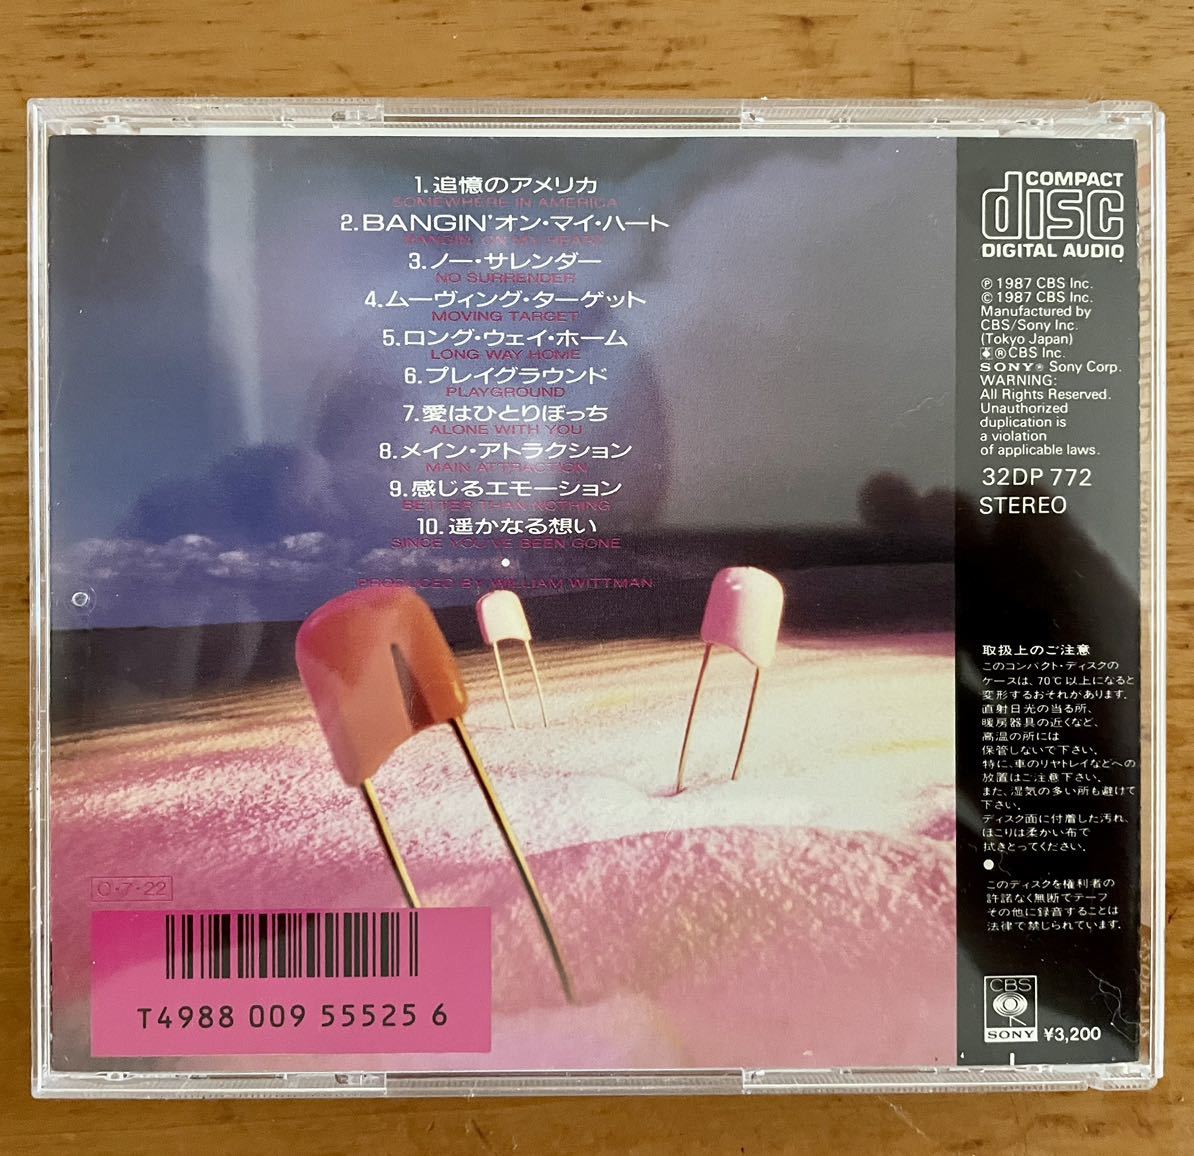 1.追憶のアメリカ
SOMEWHERE IN AMERICA
2.BANGIN'オン・マイ・ハート
BANGIN' ON MY HEART
3.ノー・サレンダー
NO SURRENDER
4.ムーヴィング・ターゲット
MOVING TARGET
5.ロング・ウェイ・ホーム
LONG WAY HOME
6.プレイグラウンド
PLAYGROUND
7.愛はひとりぼっち
ALONE WITH YOU
8.メイン・アトラクション
MAIN ATTRACTION
9.感じるエモーション
BETTER THAN NOTHING
10.遥かなる想い
SINCE YOU'VE BEEN GONE
PRODUCED BY WILLIAM WITTMAN
O・7・22
T4988 009 55525 6
COMPACT
disc
DIGITAL AUDIO
℗ 1987 CBS Inc.
© 1987 CBS Inc.
Manufactured by
CBS/Sony Inc.
(Tokyo Japan)
® CBS Inc.
SONY® Sony Corp.
WARNING:
All Rights Reserved.
Unauthorized
duplication is
a violation
of applicable laws.
32DP 772
STEREO
取扱上のご注意
このコンパクト・ディスクの
ケースは、70℃以上になると
変形するおそれがあります.
直射日光の当る所、
暖房器具の近くなど、
高温の所には
保管しないで下さい.
特に、車のリヤトレイなどへの
放置はご注意下さい.
また、湿気の多い所も避けて
下さい.
ディスク面に付着した汚れ、
ほこりは柔かい布で
拭きとってください.
●
このディスクを権利者の
許諾なく無断でテープ
その他に録音することは
法律で禁じられています.
CBS
SONY
¥3,200
4